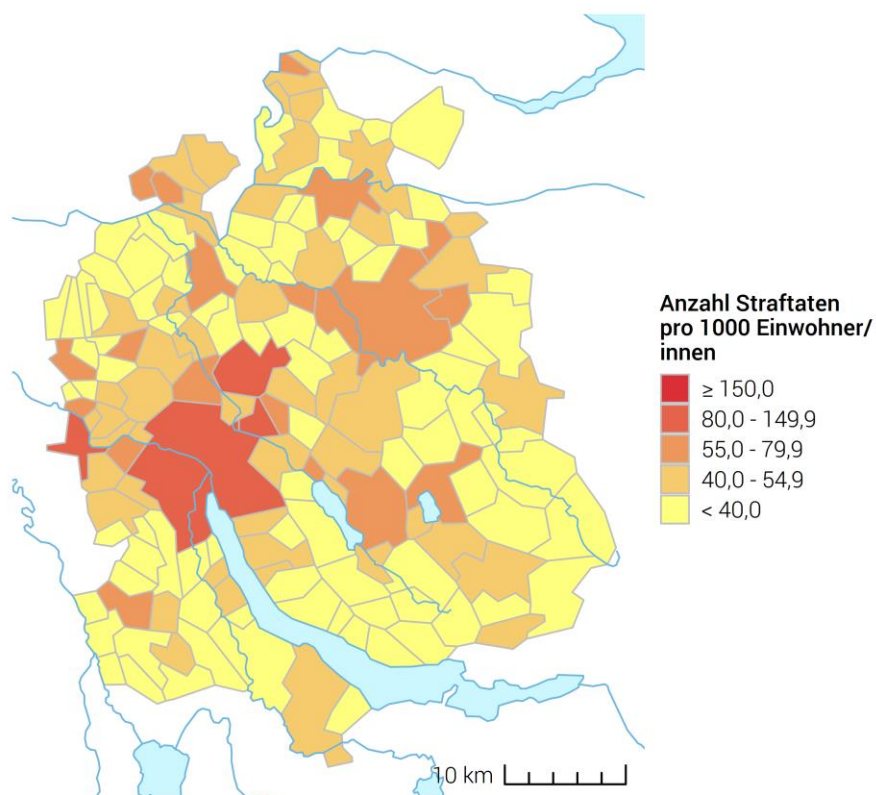 Anzahl Straftaten
pro 1000 Einwohner/
innen
≥ 150,0
80,0 - 149,9
55,0 - 79,9
40,0 - 54,9
< 40,0
10 km